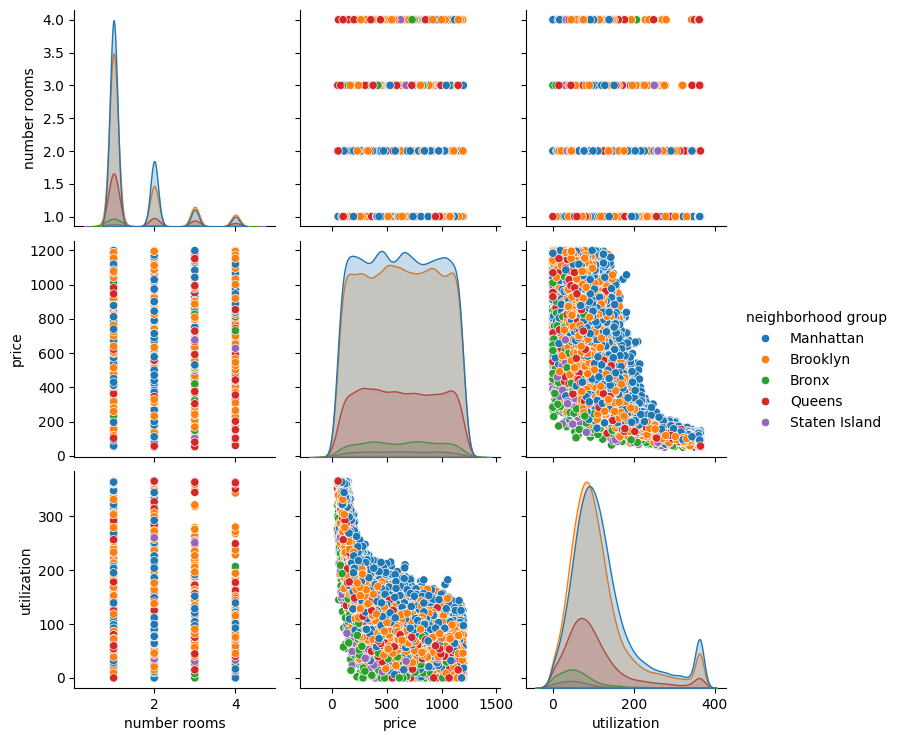 4.0
3.5
3.0
2.5
2.0
1.5
1.0
number rooms
1200
1000
800
600
400
200
0
price
neighborhood group
Manhattan
Brooklyn
Bronx
Queens
Staten Island
300
200
100
0
utilization
2 4
number rooms
0 500 1000 1500
price
0 200 400
utilization